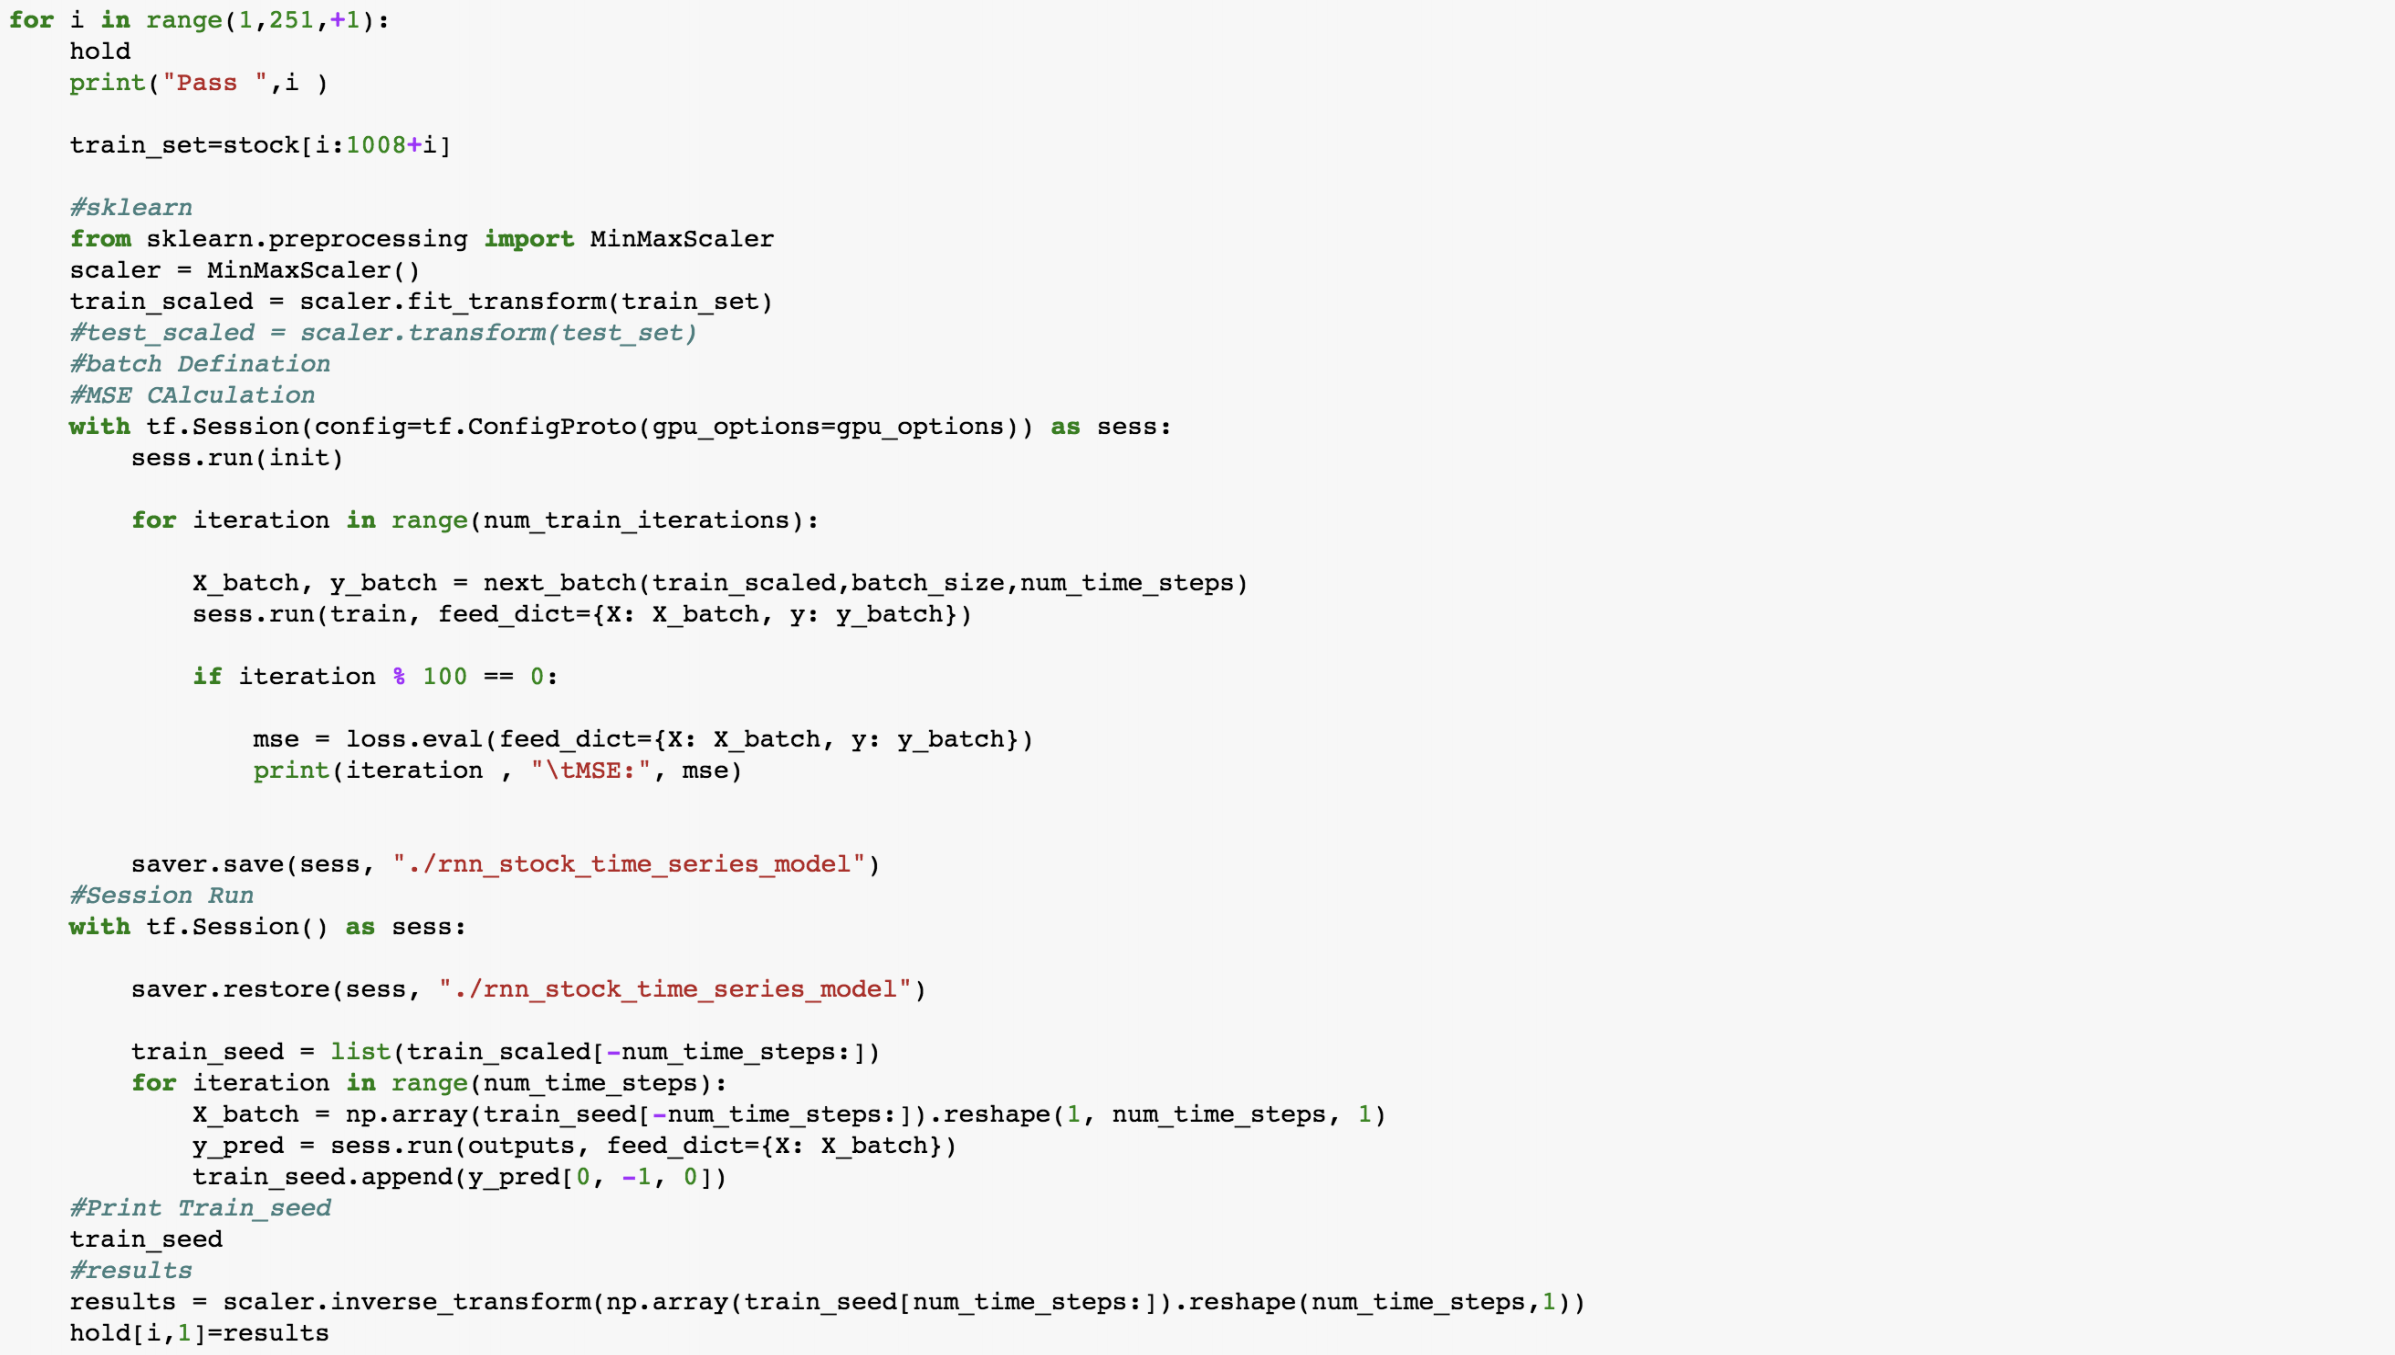 for i in range(1,251,+1):
    hold
    print("Pass ",i )

    train_set=stock[i:1008+i]

    #sklearn
    from sklearn.preprocessing import MinMaxScaler
    scaler = MinMaxScaler()
    train_scaled = scaler.fit_transform(train_set)
    #test_scaled = scaler.transform(test_set)
    #batch Defination
    #MSE CAlculation
    with tf.Session(config=tf.ConfigProto(gpu_options=gpu_options)) as sess:
        sess.run(init)

        for iteration in range(num_train_iterations):

            X_batch, y_batch = next_batch(train_scaled,batch_size,num_time_steps)
            sess.run(train, feed_dict={X: X_batch, y: y_batch})

            if iteration % 100 == 0:

                mse = loss.eval(feed_dict={X: X_batch, y: y_batch})
                print(iteration , "\tMSE:", mse)


        saver.save(sess, "./rnn_stock_time_series_model")
    #Session Run
    with tf.Session() as sess:

        saver.restore(sess, "./rnn_stock_time_series_model")

        train_seed = list(train_scaled[-num_time_steps:])
        for iteration in range(num_time_steps):
            X_batch = np.array(train_seed[-num_time_steps:]).reshape(1, num_time_steps, 1)
            y_pred = sess.run(outputs, feed_dict={X: X_batch})
            train_seed.append(y_pred[0, -1, 0])
    #Print Train_seed
    train_seed
    #results
    results = scaler.inverse_transform(np.array(train_seed[num_time_steps:]).reshape(num_time_steps,1))
    hold[i,1]=results